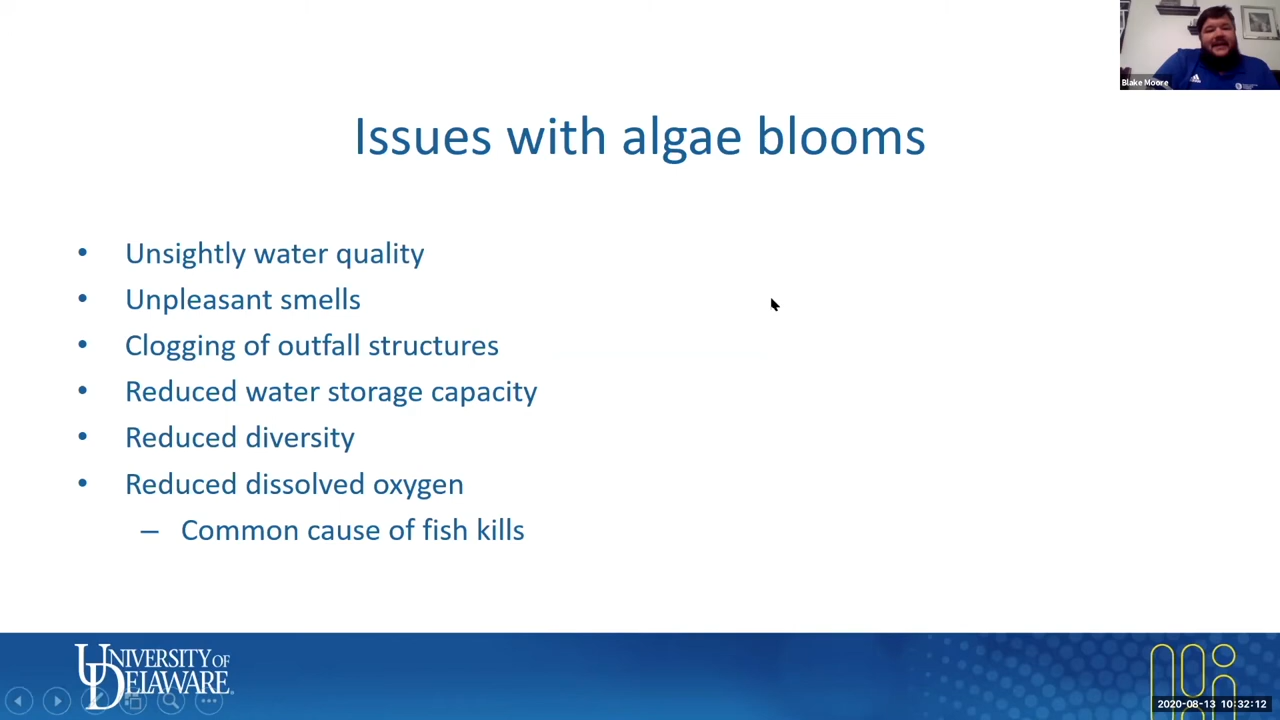 Blake Moore
Issues with algae blooms
• Unsightly water quality
• Unpleasant smells
• Clogging of outfall structures
• Reduced water storage capacity
• Reduced diversity
• Reduced dissolved oxygen
– Common cause of fish kills
UNIVERSITY OF
DELAWARE
2020-08-13 10:32:12